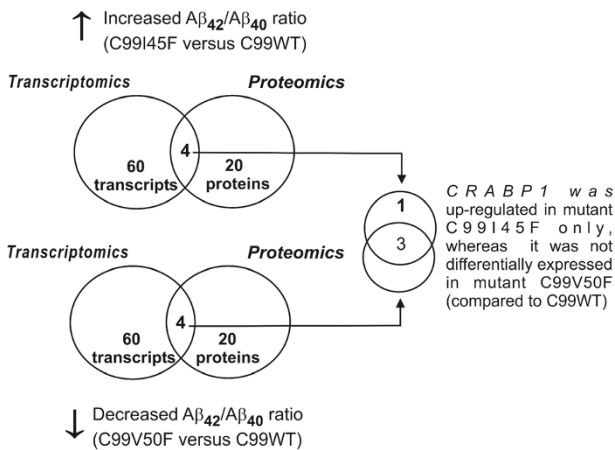 Increased Aβ42/Aβ40 ratio
(C99I45F versus C99WT)
Transcriptomics
Proteomics
60
transcripts
4
20
proteins
1
3
CRABP1 was
up-regulated in mutant
C99I45F only,
whereas it was not
differentially expressed
in mutant C99V50F
(compared to C99WT)
Transcriptomics
Proteomics
60
transcripts
4
20
proteins
Decreased Aβ42/Aβ40 ratio
(C99V50F versus C99WT)